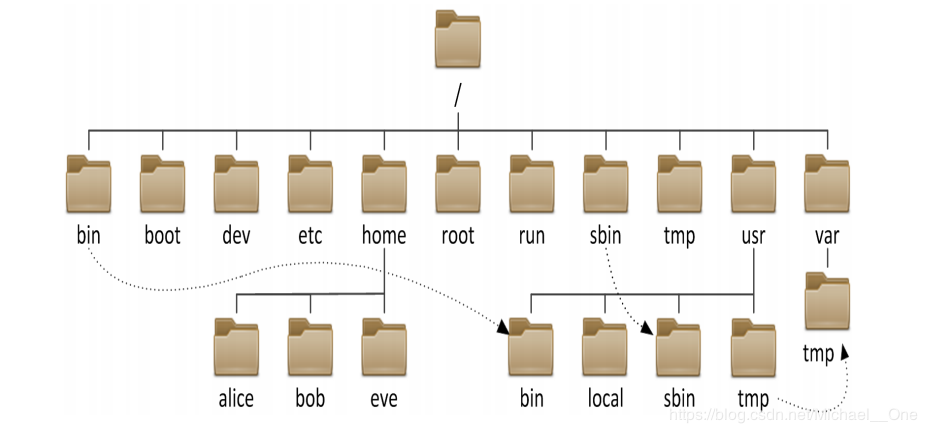 /
bin boot dev etc home root run sbin tmp usr var
tmp
alice bob eve bin local sbin tmp
https://blog.csdn.net/Michael__One